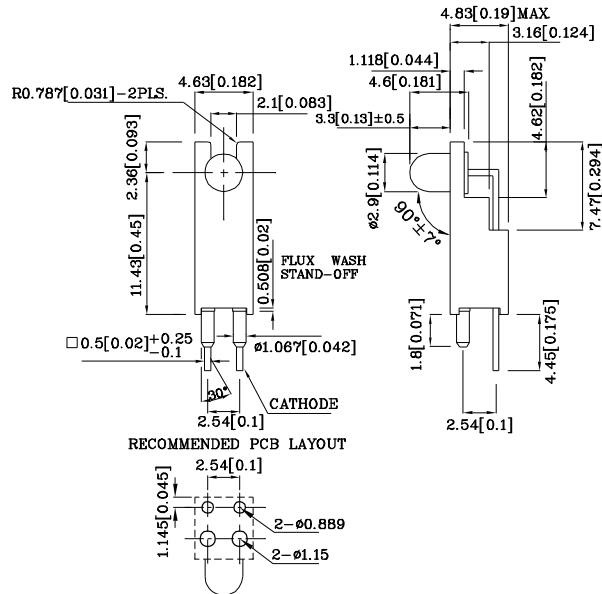 4.83[0.19] MAX.
3.16[0.124]
1.118[0.044]
4.63[0.182]
4.6[0.181]
R0.787[0.031]-2PLS.
2.1[0.083]
3.3[0.13]±0.5
4.62[0.182]
2.36[0.093]
7.47[0.294]
ø2.9[0.114]
90°±7°
11.43[0.45]
0.508[0.02]
FLUX WASH
STAND-OFF
□0.5[0.02]+0.25
-0.1
ø1.067[0.042]
1.8[0.071]
4.45[0.175]
30°
CATHODE
2.54[0.1]
2.54[0.1]
RECOMMENDED PCB LAYOUT
2.54[0.1]
1.145[0.045]
2-ø0.889
2-ø1.15